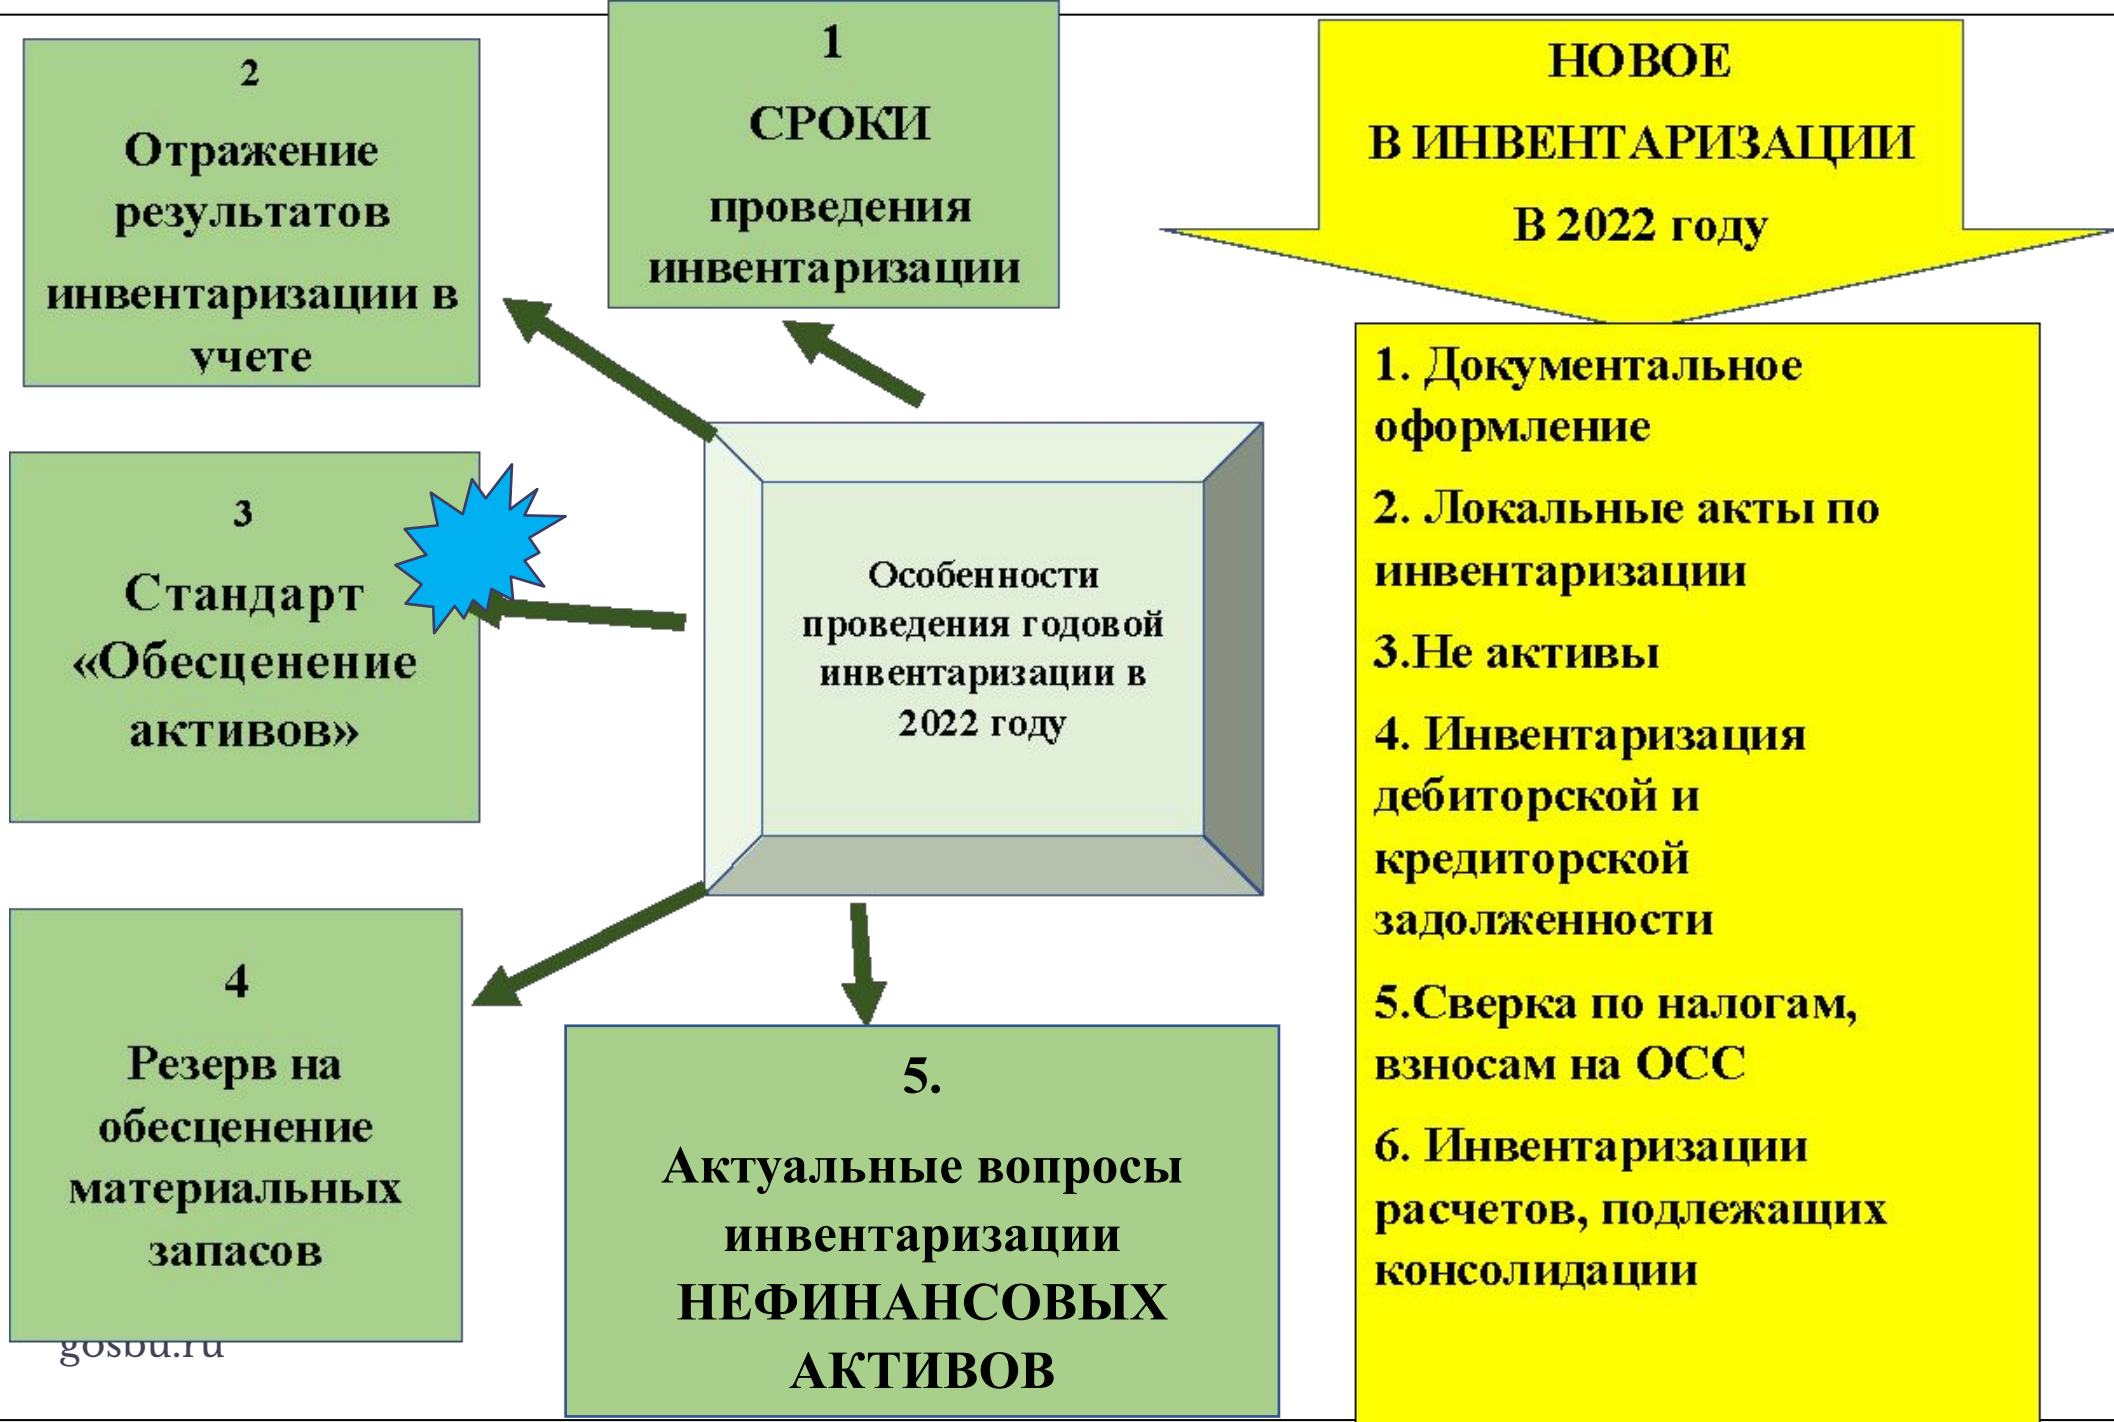 1
СРОКИ
проведения
инвентаризации
2
Отражение
результатов
инвентаризации в
учете
3
Стандарт
«Обесценение
активов»
4
Резерв на
обесценение
материальных
запасов
5.
Актуальные вопросы
инвентаризации
НЕФИНАНСОВЫХ
АКТИВОВ
Особенности
проведения годовой
инвентаризации в
2022 году
НОВОЕ
В ИНВЕНТАРИЗАЦИИ
В 2022 году
1. Документальное
оформление
2. Локальные акты по
инвентаризации
3.Не активы
4. Инвентаризация
дебиторской и
кредиторской
задолженности
5.Сверка по налогам,
взносам на ОСС
6. Инвентаризации
расчетов, подлежащих
консолидации
gosbu.ru